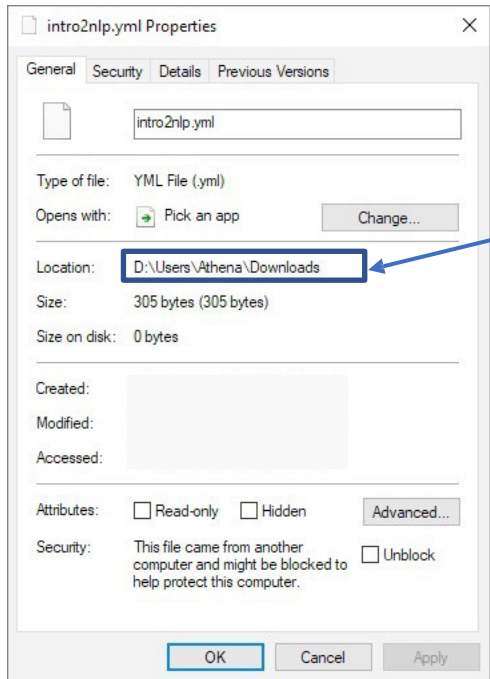 intro2nlp.yml Properties
General Security Details Previous Versions
intro2nlp.yml
Type of file: YML File (.yml)
Opens with: Pick an app Change...
Location: D:\Users\Athena\Downloads
Size: 305 bytes (305 bytes)
Size on disk: 0 bytes
Created:
Modified:
Accessed:
Attributes: Read-only Hidden Advanced...
Security: This file came from another Unblock
computer and might be blocked to
help protect this computer.
OK Cancel Apply